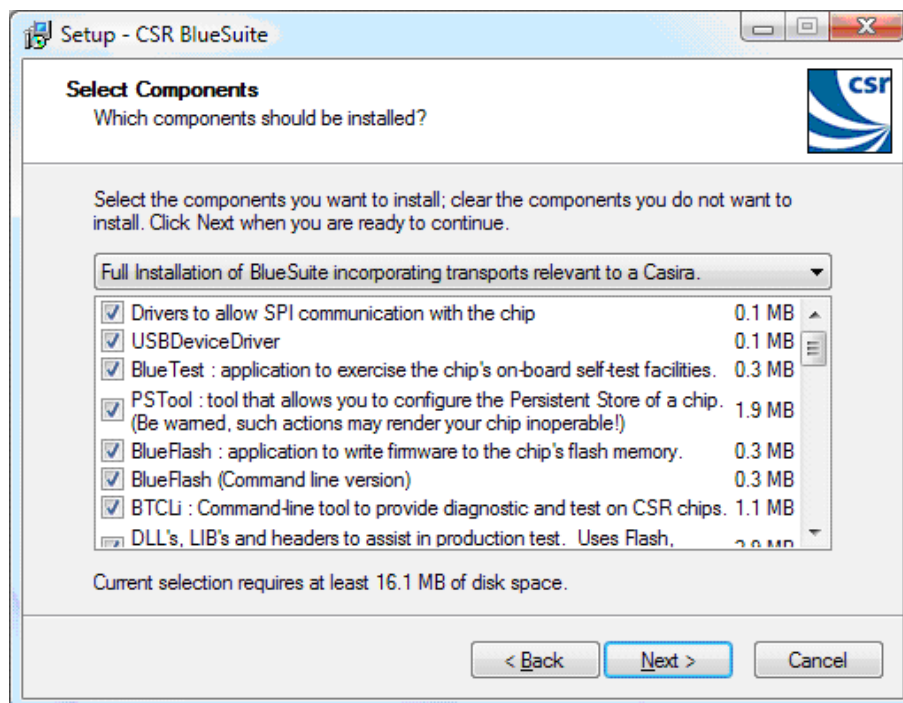 Setup - CSR BlueSuite
Select Components
Which components should be installed?
csr
Select the components you want to install; clear the components you do not want to
install. Click Next when you are ready to continue.
Full Installation of BlueSuite incorporating transports relevant to a Casira.
Drivers to allow SPI communication with the chip 0.1 MB
USBDeviceDriver 0.1 MB
BlueTest : application to exercise the chip's on-board self-test facilities. 0.3 MB
PSTool : tool that allows you to configure the Persistent Store of a chip. 1.9 MB
(Be warned, such actions may render your chip inoperable!)
BlueFlash : application to write firmware to the chip's flash memory. 0.3 MB
BlueFlash (Command line version) 0.3 MB
BTCLi : Command-line tool to provide diagnostic and test on CSR chips. 1.1 MB
DLL's, LIB's and headers to assist in production test. Uses Flash,
Current selection requires at least 16.1 MB of disk space.
< Back Next > Cancel